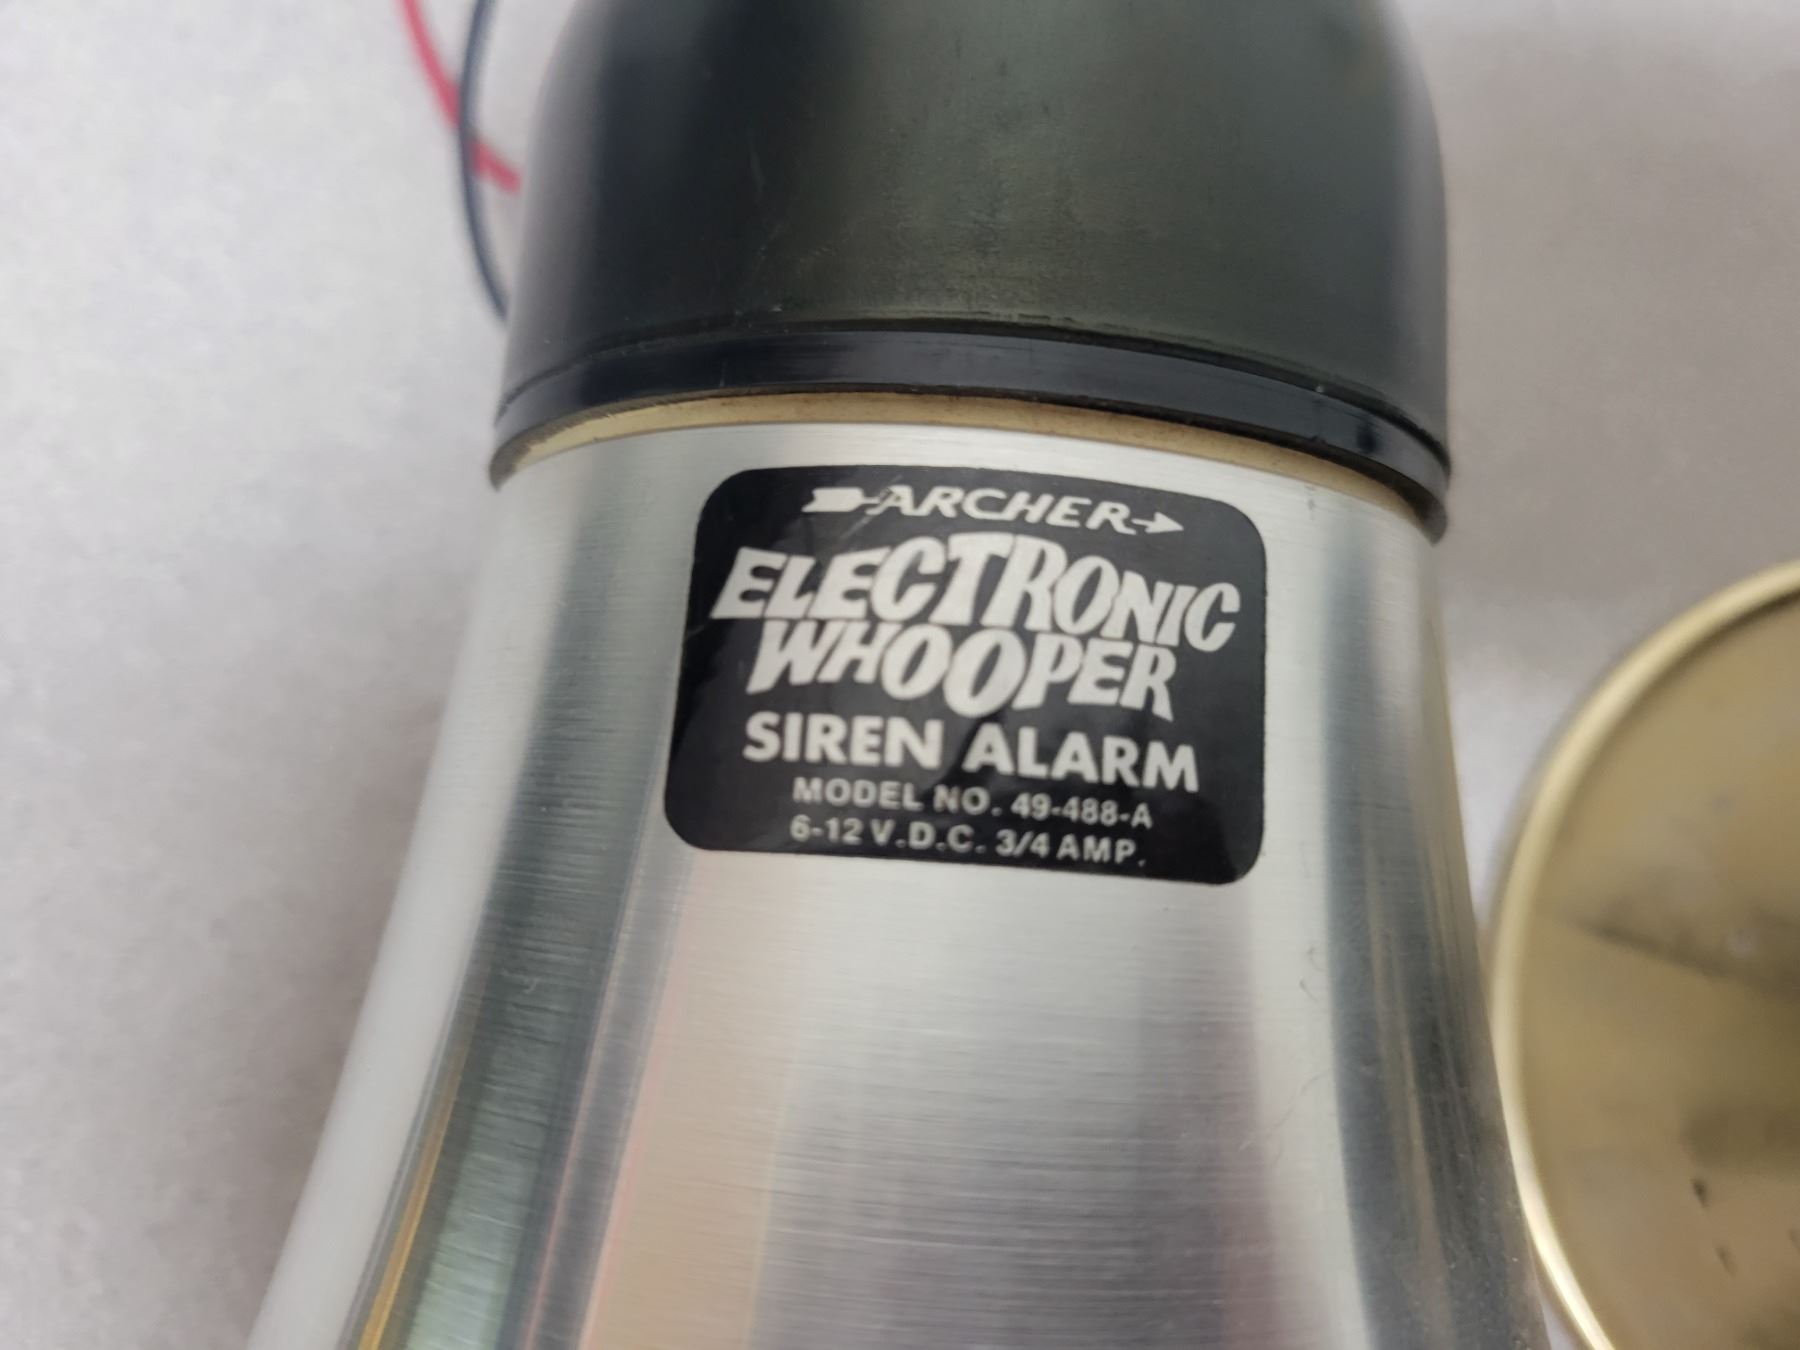 ARCHER
ELECTRONIC
WHOOPER
SIREN ALARM
MODEL NO. 49-488-A
6-12 V.D.C. 3/4 AMP.